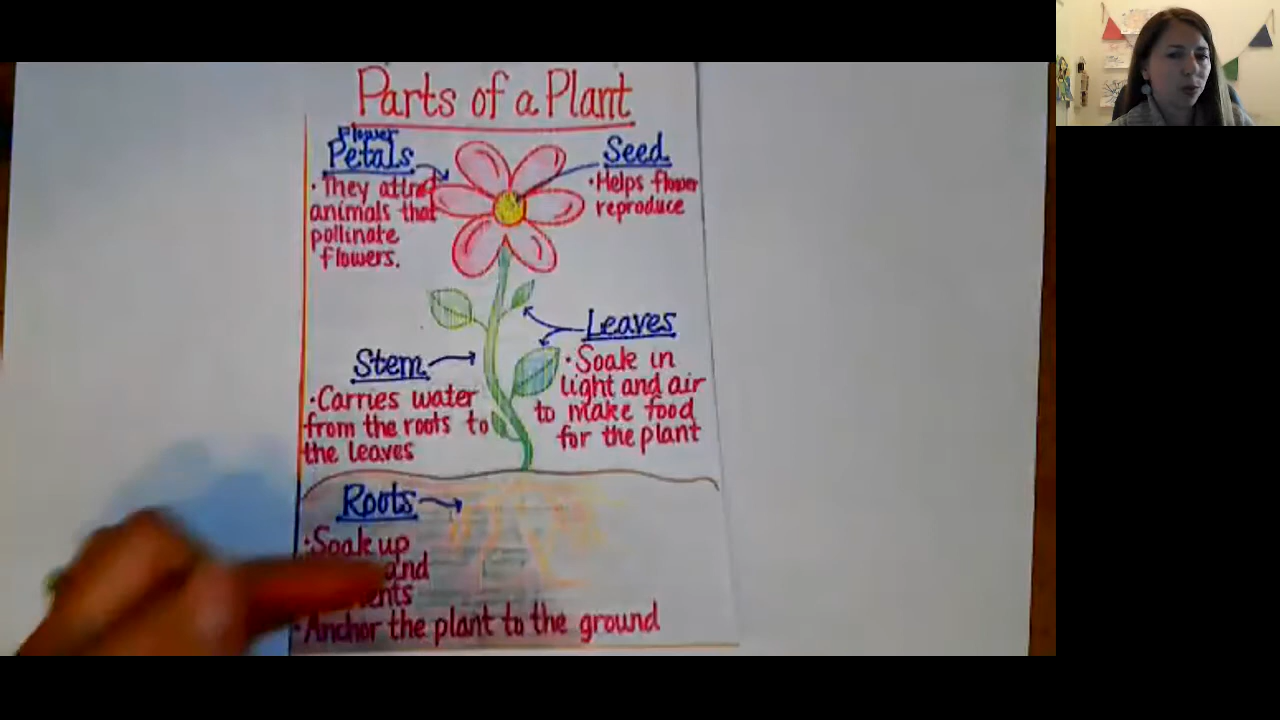 Parts of a Plant
Flower
Petals
• They attract
animals that
pollinate
flowers.
Seed
• Helps flower
reproduce
Leaves
• Soak in
light and air
to make food
for the plant
Stem
• Carries water
from the roots to
the leaves
Roots
• Soak up
and
• Anchor the plant to the ground